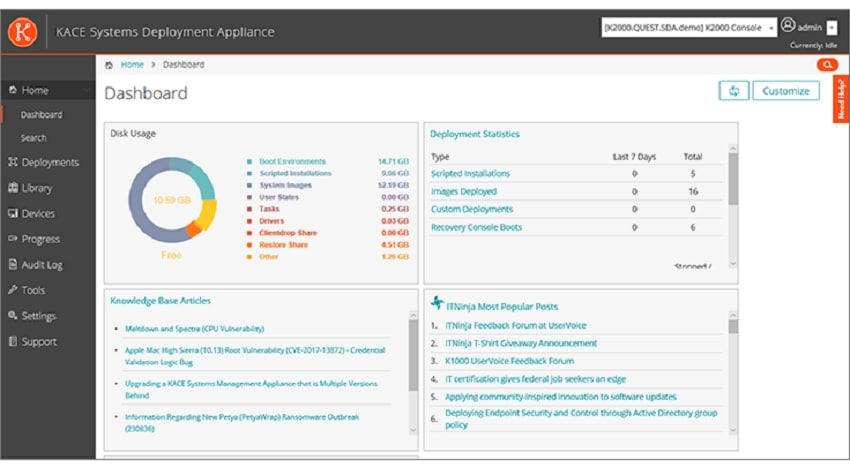 KACE Systems Deployment Appliance
[K2000.QUEST.SDA.demo] K2000 Console
admin
Currently: Idle
Home > Dashboard
Need Help?
Home
Dashboard
Search
Deployments
Library
Devices
Progress
Audit Log
Tools
Settings
Support
Dashboard
Customize
Disk Usage
10.59 GB
Free
Boot Environments 14.71 GB
Scripted Installations 9.06 GB
System Images 52.59 GB
User States 0.00 GB
Tasks 0.25 GB
Drivers 0.03 GB
Clientdrop Share 0.00 GB
Restore Share 4.51 GB
Other 1.26 GB
Deployment Statistics
Type Last 7 Days Total
Scripted Installations 0 5
Images Deployed 0 16
Custom Deployments 0 0
Recovery Console Boots 0 6
Stopped /
Knowledge Base Articles
• Meltdown and Spectre (CPU Vulnerability)
• Apple Mac High Sierra (10.13) Root Vulnerability (CVE-2017-13872) - Credential
Validation Logic Bug
• Upgrading a KACE Systems Management Appliance that is Multiple Versions
Behind
• Information Regarding New Petya (PetyaWrap) Ransomware Outbreak
(230836)
ITNinja Most Popular Posts
1. ITNinja Feedback Forum at UserVoice
2. ITNinja T-Shirt Giveaway Announcement
3. K1000 UserVoice Feedback Forum
4. IT certification gives federal job seekers an edge
5. Applying community-inspired innovation to software updates
6. Deploying Endpoint Security and Control through Active Directory group
policy